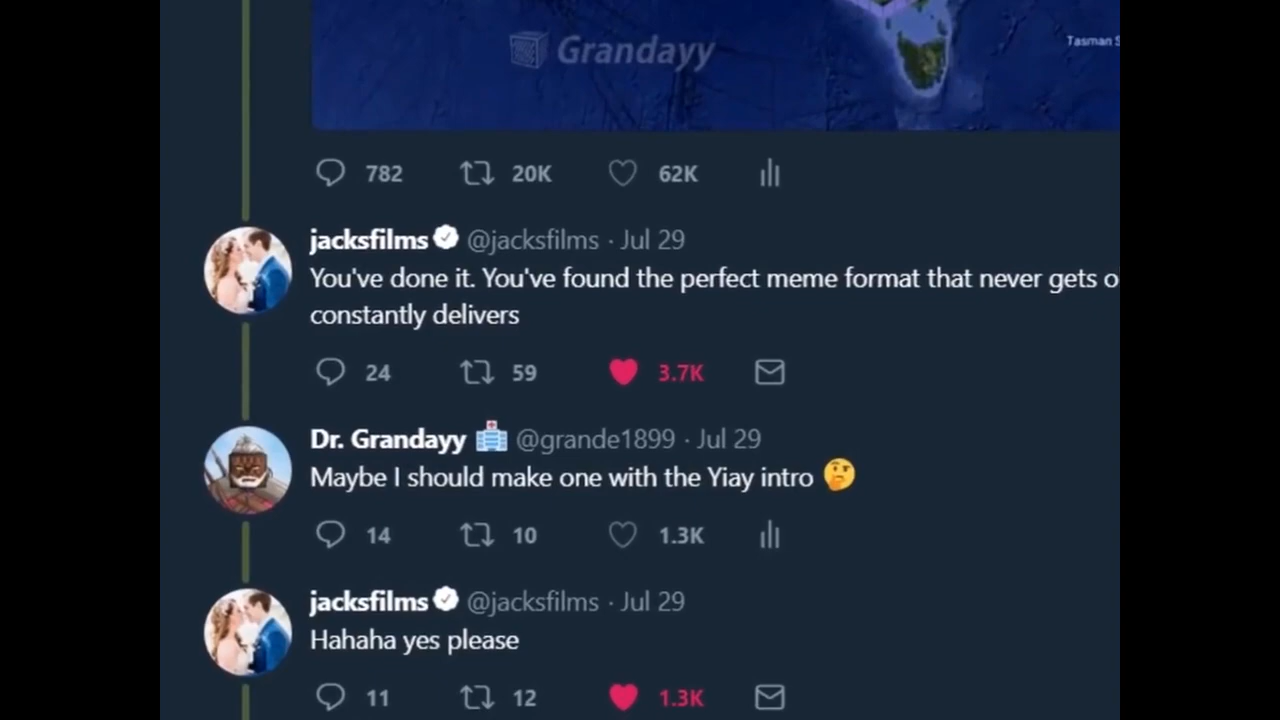 Grandayy
Tasman S
782 20K 62K
jacksfilms @jacksfilms · Jul 29
You've done it. You've found the perfect meme format that never gets o
constantly delivers
24 59 3.7K
Dr. Grandayy 🏥 @grande1899 · Jul 29
Maybe I should make one with the Yiay intro 🤔
14 10 1.3K
jacksfilms @jacksfilms · Jul 29
Hahaha yes please
11 12 1.3K